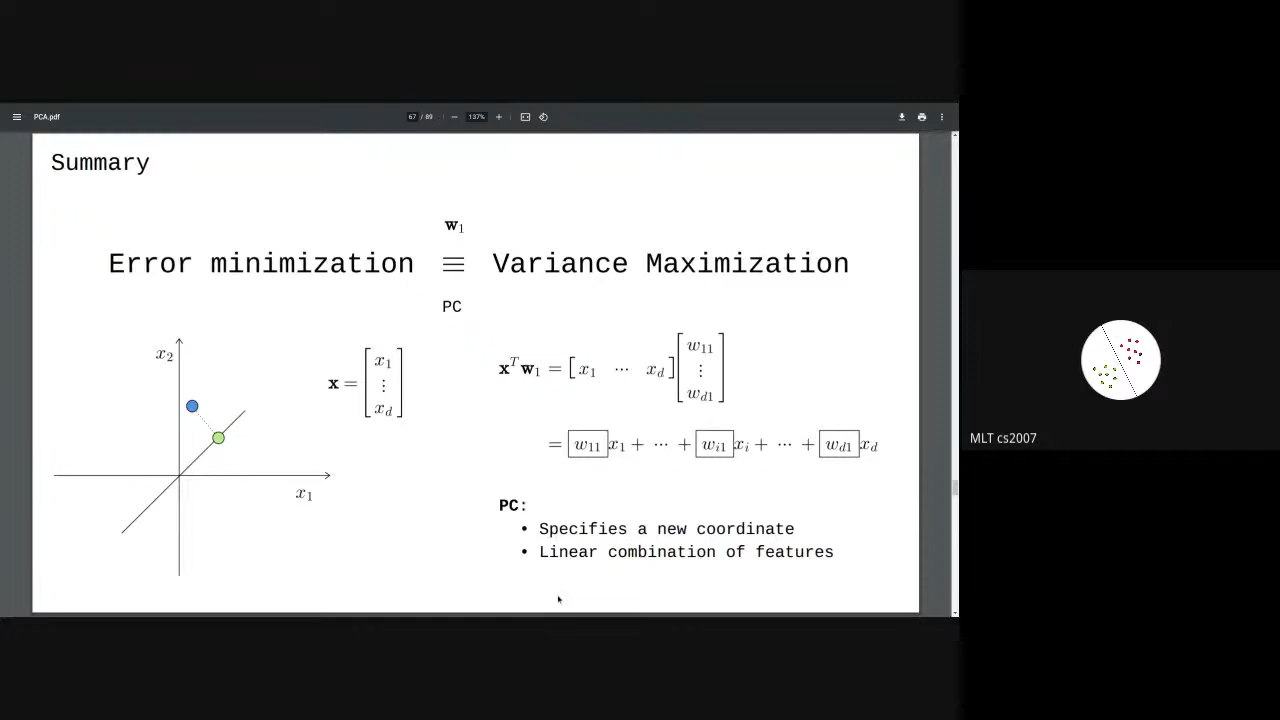 PCA.pdf
67 / 89
137%
Summary
w₁
Error minimization ≡ Variance Maximization
PC
x₂
x₁
x = [x₁ ⋮ x_d]
x^T w₁ = [x₁ ⋯ x_d] [w₁₁ ⋮ w_d1]
= w₁₁x₁ + ⋯ + w_i1x_i + ⋯ + w_d1x_d
PC:
• Specifies a new coordinate
• Linear combination of features
MLT cs2007